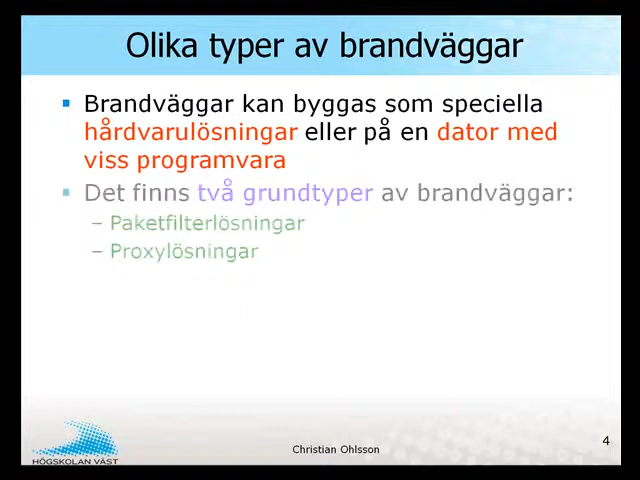 Olika typer av brandväggar
▪ Brandväggar kan byggas som speciella
hårdvarulösningar eller på en dator med
viss programvara
▪ Det finns två grundtyper av brandväggar:
– Paketfilterlösningar
– Proxylösningar
HÖGSKOLAN VÄST
Christian Ohlsson
4